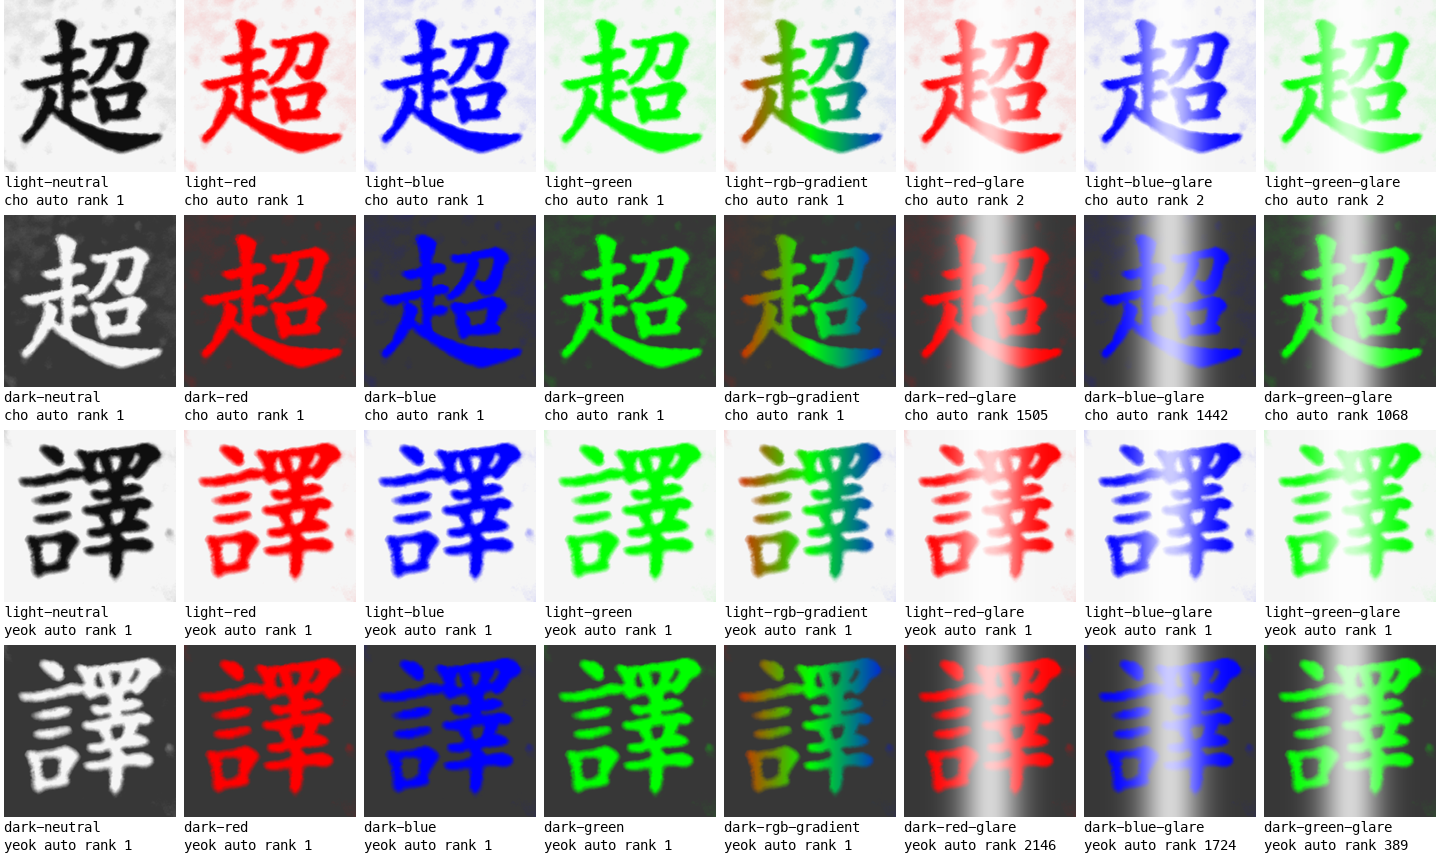 超 超 超 超 超 超 超 超
light-neutral light-red light-blue light-green light-rgb-gradient light-red-glare light-blue-glare light-green-glare
cho auto rank 1 cho auto rank 1 cho auto rank 1 cho auto rank 1 cho auto rank 1 cho auto rank 2 cho auto rank 2 cho auto rank 2
超 超 超 超 超 超 超 超
dark-neutral dark-red dark-blue dark-green dark-rgb-gradient dark-red-glare dark-blue-glare dark-green-glare
cho auto rank 1 cho auto rank 1 cho auto rank 1 cho auto rank 1 cho auto rank 1 cho auto rank 1505 cho auto rank 1442 cho auto rank 1068
譯 譯 譯 譯 譯 譯 譯 譯
light-neutral light-red light-blue light-green light-rgb-gradient light-red-glare light-blue-glare light-green-glare
yeok auto rank 1 yeok auto rank 1 yeok auto rank 1 yeok auto rank 1 yeok auto rank 1 yeok auto rank 1 yeok auto rank 1 yeok auto rank 1
譯 譯 譯 譯 譯 譯 譯 譯
dark-neutral dark-red dark-blue dark-green dark-rgb-gradient dark-red-glare dark-blue-glare dark-green-glare
yeok auto rank 1 yeok auto rank 1 yeok auto rank 1 yeok auto rank 1 yeok auto rank 1 yeok auto rank 2146 yeok auto rank 1724 yeok auto rank 389